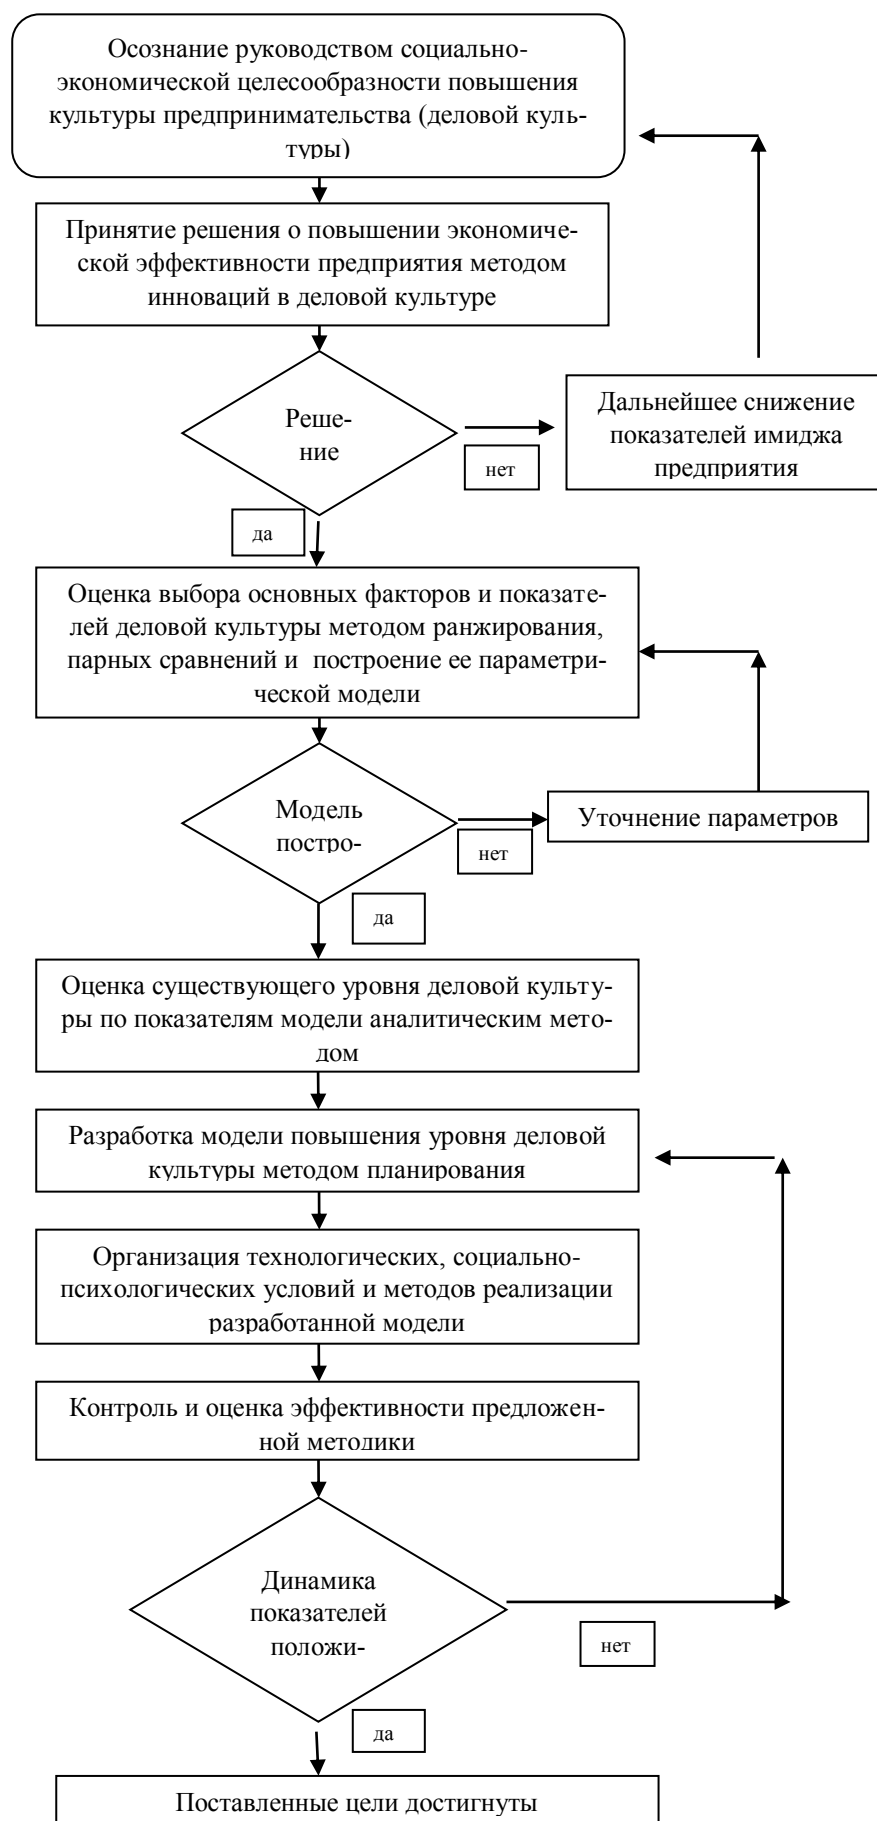 Осознание руководством социально-
экономической целесообразности повышения
культуры предпринимательства (деловой куль-
туры)
Принятие решения о повышении экономиче-
ской эффективности предприятия методом
инноваций в деловой культуре
Реше-
ние
нет
Дальнейшее снижение
показателей имиджа
предприятия
да
Оценка выбора основных факторов и показате-
лей деловой культуры методом ранжирования,
парных сравнений и построение ее параметри-
ческой модели
Модель
постро-
нет
Уточнение параметров
да
Оценка существующего уровня деловой культу-
ры по показателям модели аналитическим мето-
дом
Разработка модели повышения уровня деловой
культуры методом планирования
Организация технологических, социально-
психологических условий и методов реализации
разработанной модели
Контроль и оценка эффективности предложен-
ной методики
Динамика
показателей
положи-
нет
да
Поставленные цели достигнуты